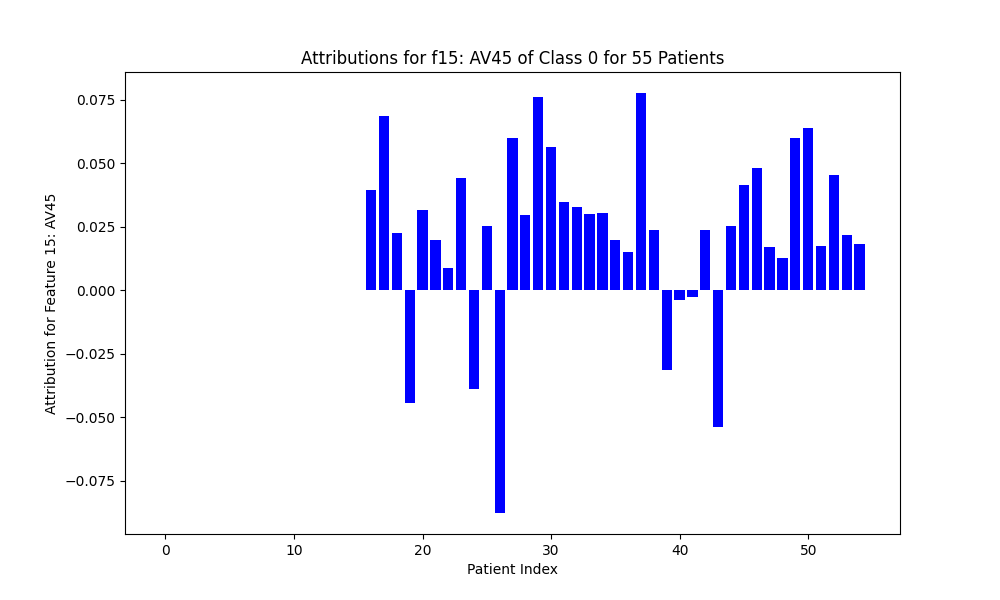 Attributions for f15: AV45 of Class 0 for 55 Patients
Attribution for Feature 15: AV45
0.075
0.050
0.025
0.000
−0.025
−0.050
−0.075
0 10 20 30 40 50
Patient Index